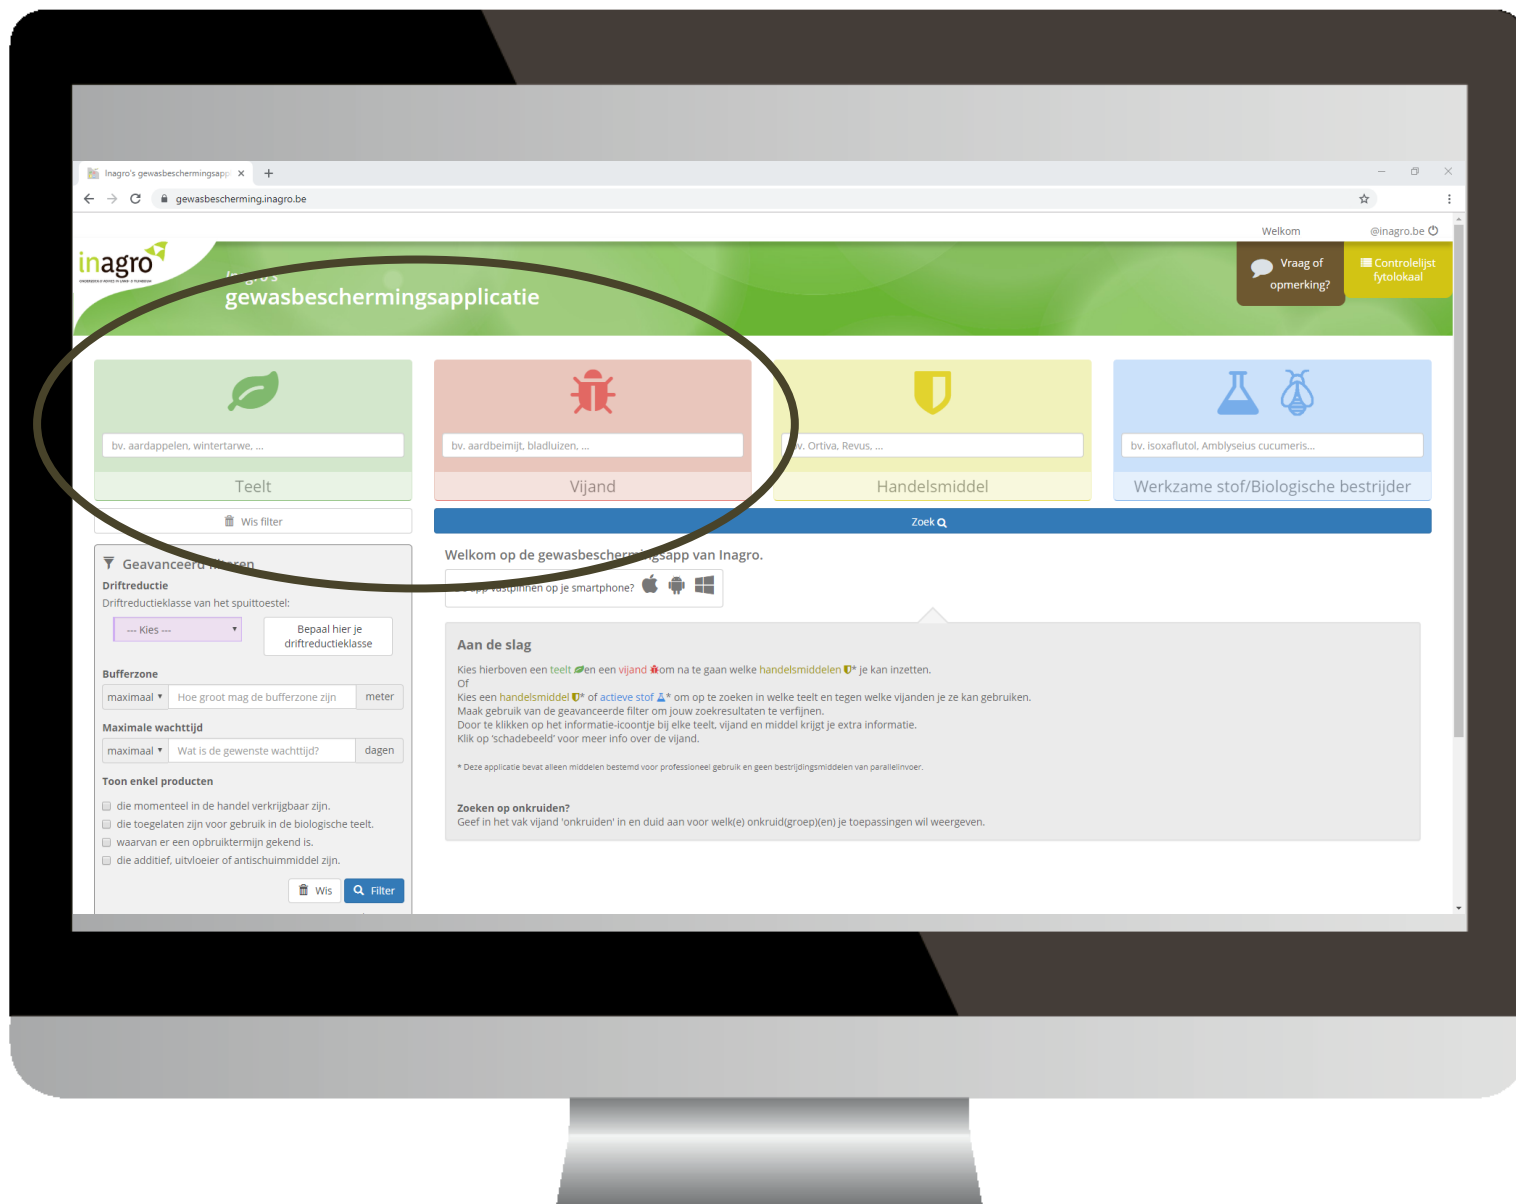 Inagro's gewasbeschermingsapp
gewasbescherming.inagro.be
Welkom @inagro.be
inagro
gewasbeschermingsapplicatie
Vraag of
opmerking?
Controlelijst
fytolokaal
bv. aardappelen, wintertarwe, ...
Teelt
bv. aardbeimijt, bladluizen, ...
Vijand
bv. Ortiva, Revus, ...
Handelsmiddel
bv. isoxaflutol, Amblyseius cucumeris...
Werkzame stof/Biologische bestrijder
Wis filter
Zoek
Geavanceerd filteren
Driftreductie
Driftreductieklasse van het spuittoestel:
--- Kies ---
Bepaal hier je
driftreductieklasse
Bufferzone
maximaal Hoe groot mag de bufferzone zijn meter
Maximale wachttijd
maximaal Wat is de gewenste wachttijd? dagen
Toon enkel producten
die momenteel in de handel verkrijgbaar zijn.
die toegelaten zijn voor gebruik in de biologische teelt.
waarvan er een opbruiktermijn gekend is.
die additief, uitvloeier of antischuimmiddel zijn.
Wis
Filter
Welkom op de gewasbeschermingsapp van Inagro.
app vastpinnen op je smartphone?
Aan de slag
Kies hierboven een teelt en een vijand om na te gaan welke handelsmiddelen * je kan inzetten.
Of
Kies een handelsmiddel * of actieve stof * om op te zoeken in welke teelt en tegen welke vijanden je ze kan gebruiken.
Maak gebruik van de geavanceerde filter om jouw zoekresultaten te verfijnen.
Door te klikken op het informatie-icoontje bij elke teelt, vijand en middel krijgt je extra informatie.
Klik op 'schadebeeld' voor meer info over de vijand.
* Deze applicatie bevat alleen middelen bestemd voor professioneel gebruik en geen bestrijdingsmiddelen van parallelinvoer.
Zoeken op onkruiden?
Geef in het vak vijand 'onkruiden' in en duid aan voor welk(e) onkruid(groep)(en) je toepassingen wil weergeven.